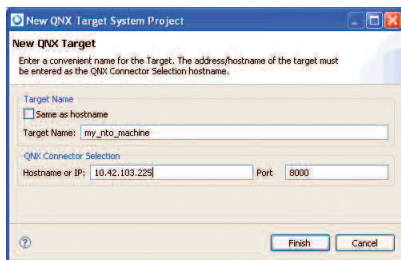 New QNX Target System Project
New QNX Target
Enter a convenient name for the Target. The address/hostname of the target must
be entered as the QNX Connector Selection hostname.
Target Name
Same as hostname
Target Name: my_nto_machine
QNX Connector Selection
Hostname or IP: 10.42.103.225 Port 8000
? Finish Cancel